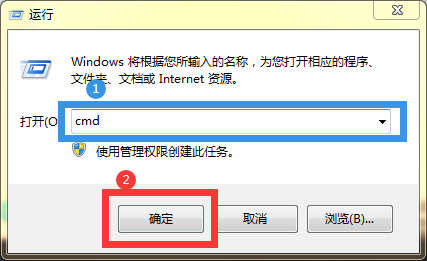 运行
Windows 将根据您所输入的名称，为您打开相应的程序、
文件夹、文档或 Internet 资源。
1
打开(O
cmd
使用管理权限创建此任务。
2
确定
取消
浏览(B)...